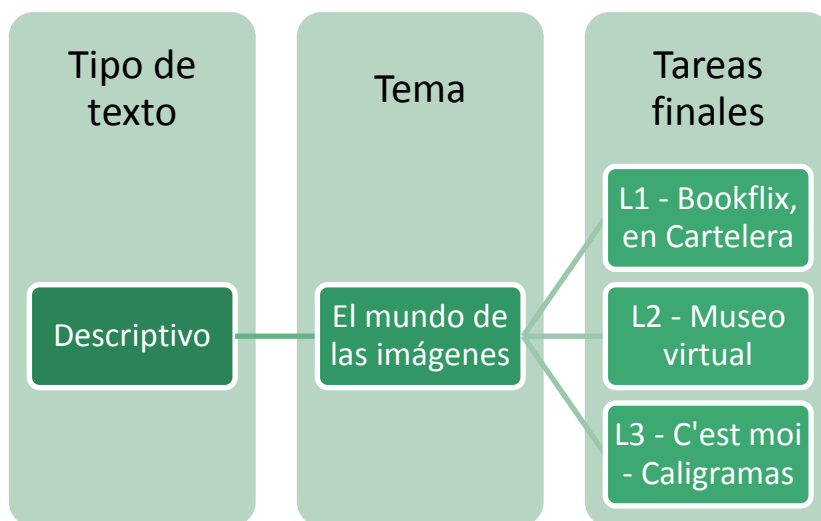 Tipo de
texto
Tema
Tareas
finales
Descriptivo
El mundo de
las imágenes
L1 - Bookflix,
en Cartelera
L2 - Museo
virtual
L3 - C'est moi
- Caligramas